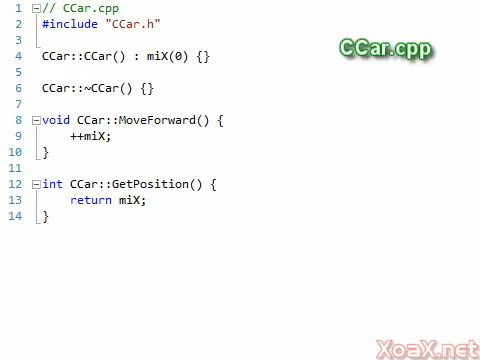 1 // CCar.cpp
2 #include "CCar.h"
3
4 CCar::CCar() : miX(0) {}
5
6 CCar::~CCar() {}
7
8 void CCar::MoveForward() {
9 ++miX;
10 }
11
12 int CCar::GetPosition() {
13 return miX;
14 }
CCar.cpp
XoaX.net